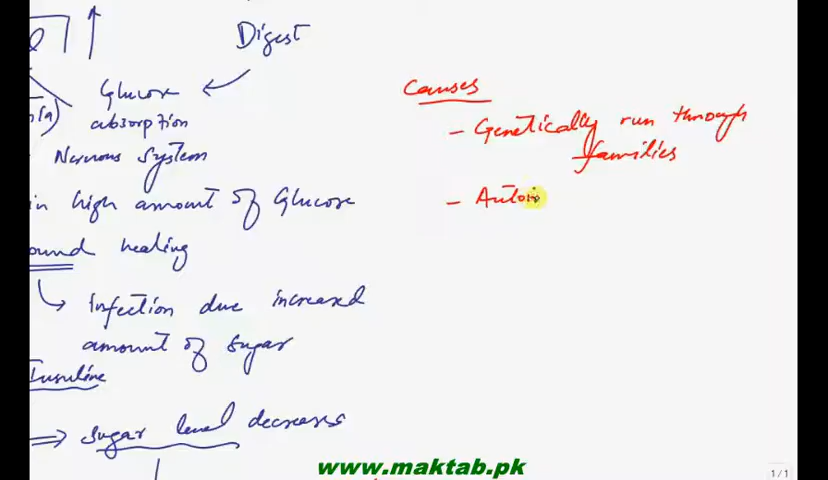 Digest
Glucose
absorption
Nervous System
in high amount of Glucose
ound healing
Infection due increased
amount of Sugar
Insuline
Sugar level decreases
Causes
- Genetically run through
families
- Auto
www.maktab.pk
1/1